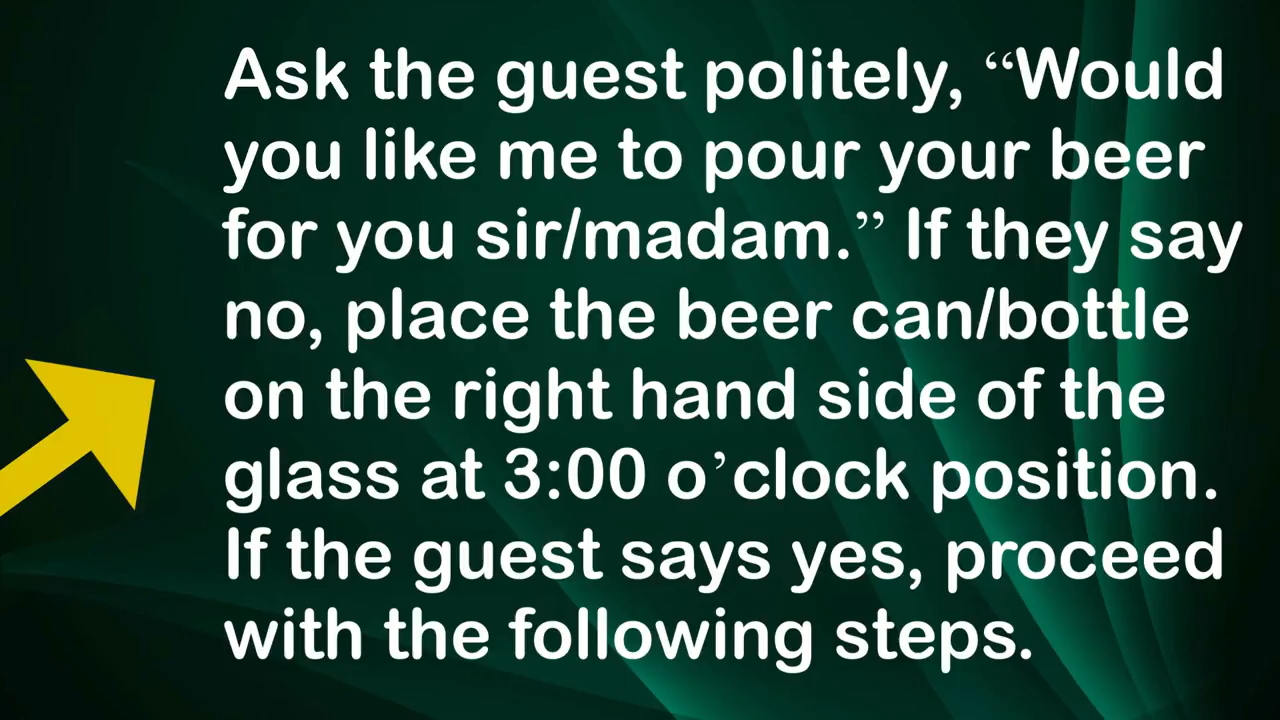 Ask the guest politely, “Would
you like me to pour your beer
for you sir/madam.” If they say
no, place the beer can/bottle
on the right hand side of the
glass at 3:00 o’clock position.
If the guest says yes, proceed
with the following steps.